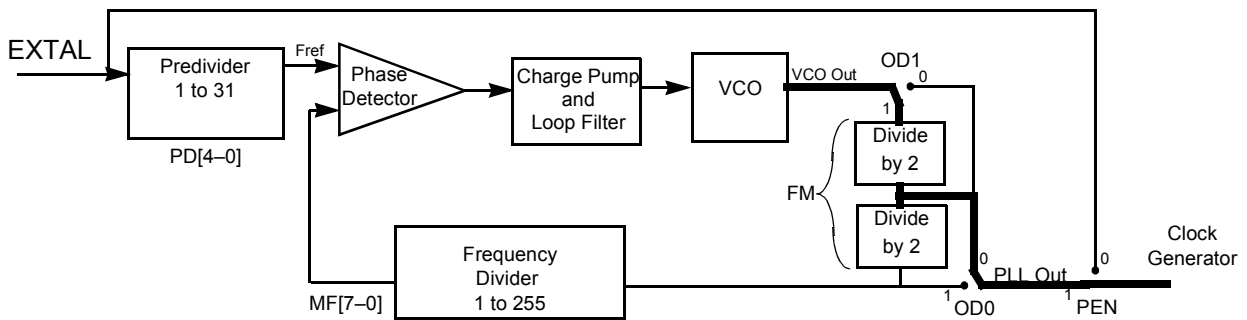 EXTAL
Predivider
1 to 31
PD[4–0]
Fref
Phase
Detector
Charge Pump
and
Loop Filter
VCO
VCO Out
OD1
0
1
Divide
by 2
FM
Divide
by 2
Frequency
Divider
1 to 255
MF[7–0]
0
1
OD0
PLL Out
0
1
PEN
Clock
Generator